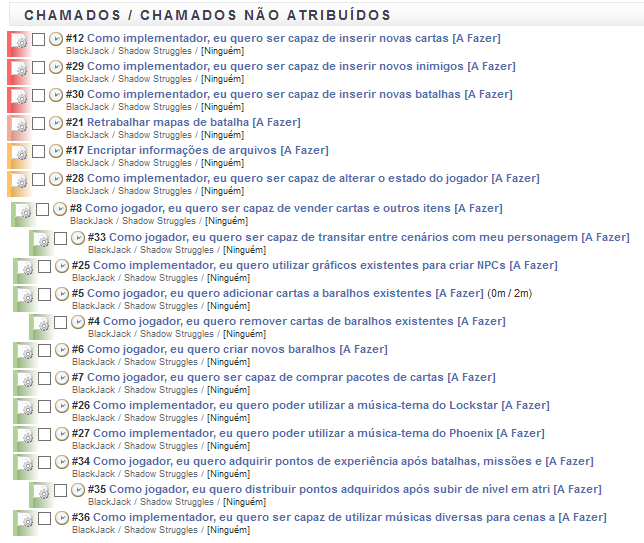 CHAMADOS / CHAMADOS NÃO ATRIBUÍDOS
#12 Como implementador, eu quero ser capaz de inserir novas cartas [A Fazer]
BlackJack / Shadow Struggles / [Ninguém]
#29 Como implementador, eu quero ser capaz de inserir novos inimigos [A Fazer]
BlackJack / Shadow Struggles / [Ninguém]
#30 Como implementador, eu quero ser capaz de inserir novas batalhas [A Fazer]
BlackJack / Shadow Struggles / [Ninguém]
#21 Retrabalhar mapas de batalha [A Fazer]
BlackJack / Shadow Struggles / [Ninguém]
#17 Encriptar informações de arquivos [A Fazer]
BlackJack / Shadow Struggles / [Ninguém]
#28 Como implementador, eu quero ser capaz de alterar o estado do jogador [A Fazer]
BlackJack / Shadow Struggles / [Ninguém]
#8 Como jogador, eu quero ser capaz de vender cartas e outros itens [A Fazer]
BlackJack / Shadow Struggles / [Ninguém]
#33 Como jogador, eu quero ser capaz de transitar entre cenários com meu personagem [A Fazer]
BlackJack / Shadow Struggles / [Ninguém]
#25 Como implementador, eu quero utilizar gráficos existentes para criar NPCs [A Fazer]
BlackJack / Shadow Struggles / [Ninguém]
#5 Como jogador, eu quero adicionar cartas a baralhos existentes [A Fazer] (0m / 2m)
BlackJack / Shadow Struggles / [Ninguém]
#4 Como jogador, eu quero remover cartas de baralhos existentes [A Fazer]
BlackJack / Shadow Struggles / [Ninguém]
#6 Como jogador, eu quero criar novos baralhos [A Fazer]
BlackJack / Shadow Struggles / [Ninguém]
#7 Como jogador, eu quero ser capaz de comprar pacotes de cartas [A Fazer]
BlackJack / Shadow Struggles / [Ninguém]
#26 Como implementador, eu quero poder utilizar a música-tema do Lockstar [A Fazer]
BlackJack / Shadow Struggles / [Ninguém]
#27 Como implementador, eu quero poder utilizar a música-tema do Phoenix [A Fazer]
BlackJack / Shadow Struggles / [Ninguém]
#34 Como jogador, eu quero adquirir pontos de experiência após batalhas, missões e [A Fazer]
BlackJack / Shadow Struggles / [Ninguém]
#35 Como jogador, eu quero distribuir pontos adquiridos após subir de nível em atri [A Fazer]
BlackJack / Shadow Struggles / [Ninguém]
#36 Como implementador, eu quero ser capaz de utilizar músicas diversas para cenas a [A Fazer]
BlackJack / Shadow Struggles / [Ninguém]